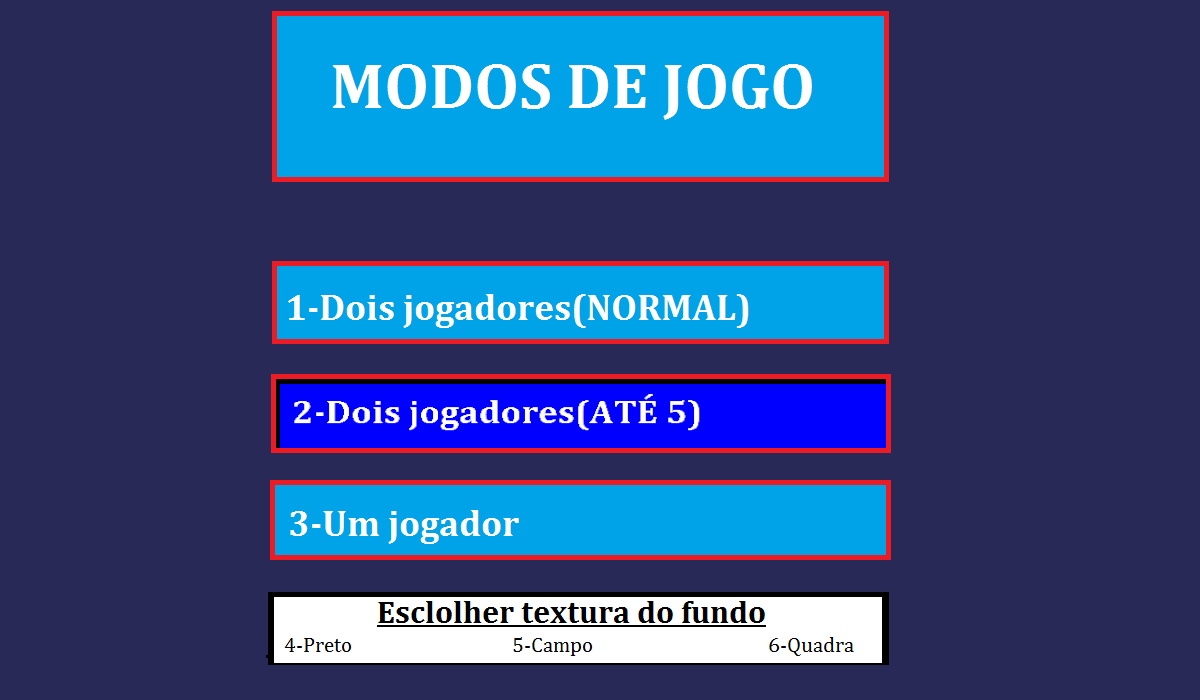 MODOS DE JOGO
1-Dois jogadores(NORMAL)
2-Dois jogadores(ATÉ 5)
3-Um jogador
Esclolher textura do fundo
4-Preto 5-Campo 6-Quadra